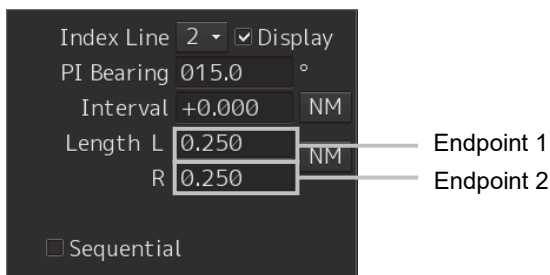 Index Line 2 Display
PI Bearing 015.0 °
Interval +0.000 NM
Length L 0.250 NM Endpoint 1
R 0.250 Endpoint 2
Sequential